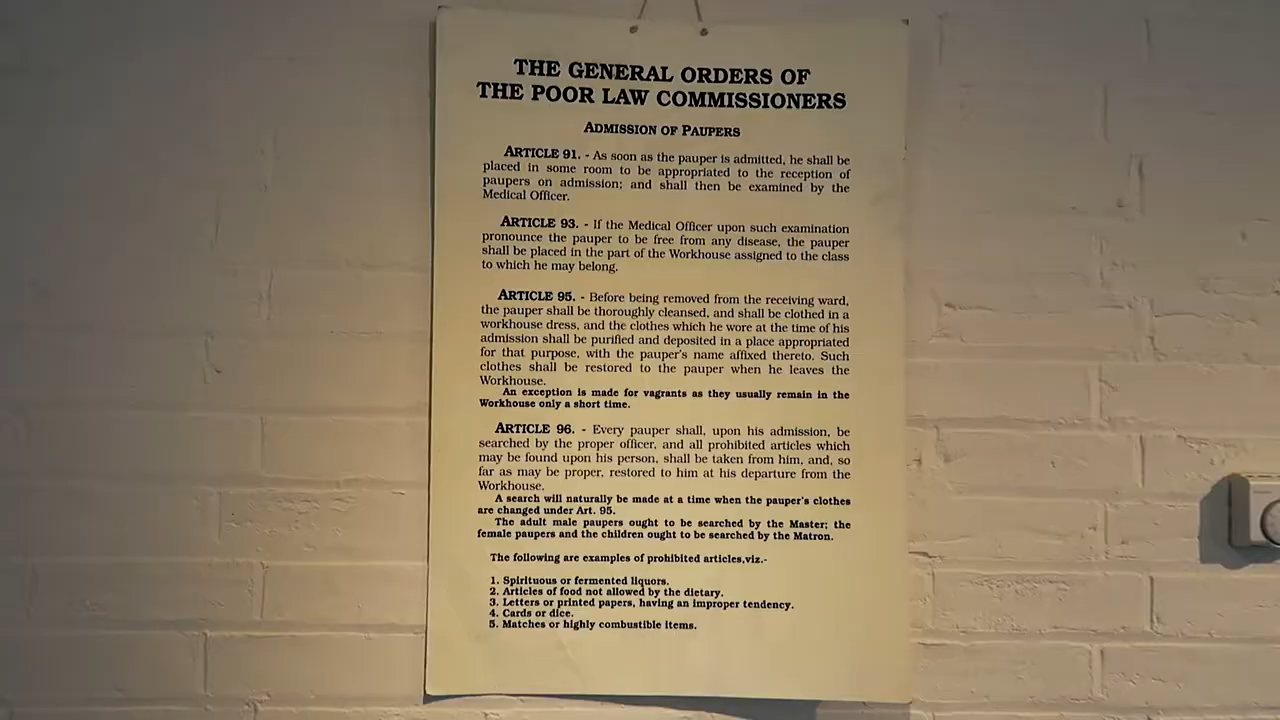 THE GENERAL ORDERS OF
THE POOR LAW COMMISSIONERS
ADMISSION OF PAUPERS
ARTICLE 91. - As soon as the pauper is admitted, he shall be
placed in some room to be appropriated to the reception of
paupers on admission; and shall then be examined by the
Medical Officer.
ARTICLE 93. - If the Medical Officer upon such examination
pronounce the pauper to be free from any disease, the pauper
shall be placed in the part of the Workhouse assigned to the class
to which he may belong.
ARTICLE 95. - Before being removed from the receiving ward,
the pauper shall be thoroughly cleansed, and shall be clothed in a
workhouse dress, and the clothes which he wore at the time of his
admission shall be purified and deposited in a place appropriated
for that purpose, with the pauper's name affixed thereto. Such
clothes shall be restored to the pauper when he leaves the
Workhouse.
An exception is made for vagrants as they usually remain in the
Workhouse only a short time.
ARTICLE 96. - Every pauper shall, upon his admission, be
searched by the proper officer, and all prohibited articles which
may be found upon his person, shall be taken from him, and, so
far as may be proper, restored to him at his departure from the
Workhouse.
A search will naturally be made at a time when the pauper's clothes
are changed under Art. 95.
The adult male paupers ought to be searched by the Master; the
female paupers and the children ought to be searched by the Matron.
The following are examples of prohibited articles,viz.-
1. Spirituous or fermented liquors.
2. Articles of food not allowed by the dietary.
3. Letters or printed papers, having an improper tendency.
4. Cards or dice.
5. Matches or highly combustible items.